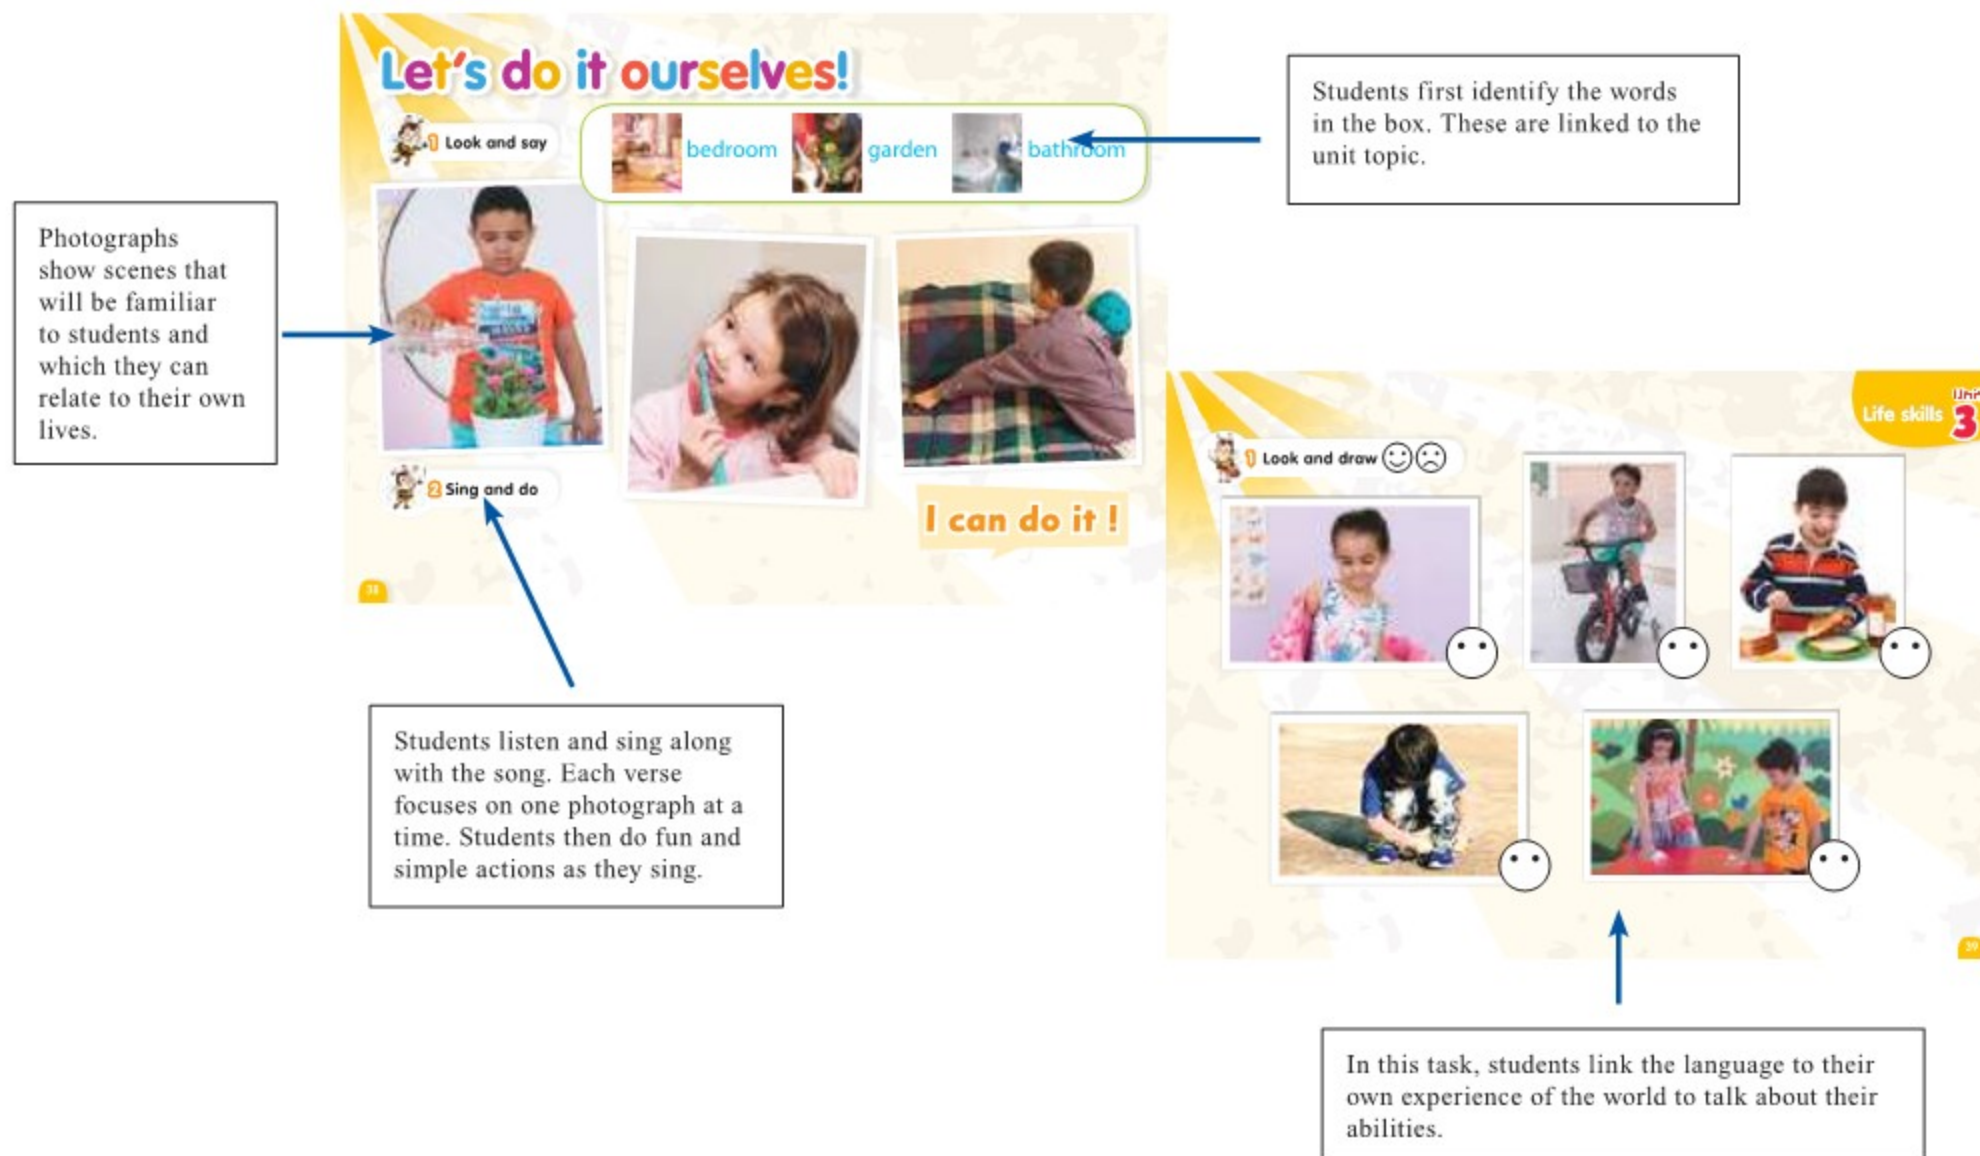 Let's do it ourselves!
1 Look and say
bedroom
garden
bathroom
Students first identify the words
in the box. These are linked to the
unit topic.
Photographs
show scenes that
will be familiar
to students and
which they can
relate to their own
lives.
2 Sing and do
I can do it !
38
Students listen and sing along
with the song. Each verse
focuses on one photograph at a
time. Students then do fun and
simple actions as they sing.
Life skills
3
1 Look and draw
39
In this task, students link the language to their
own experience of the world to talk about their
abilities.